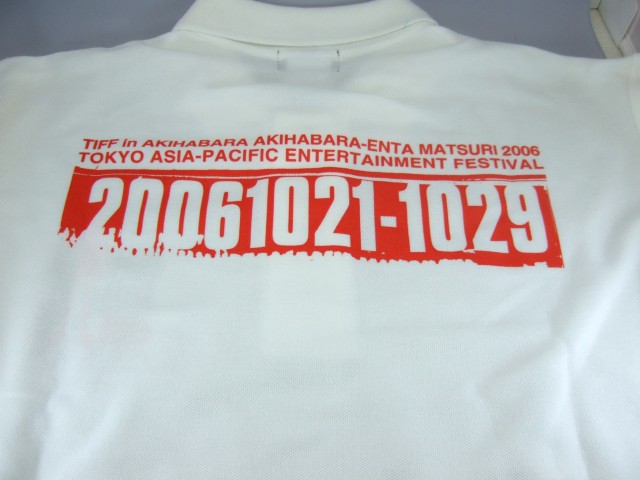 TIFF in AKIHABARA AKIHABARA-ENTA MATSURI 2006
TOKYO ASIA-PACIFIC ENTERTAINMENT FESTIVAL
20061021-1029